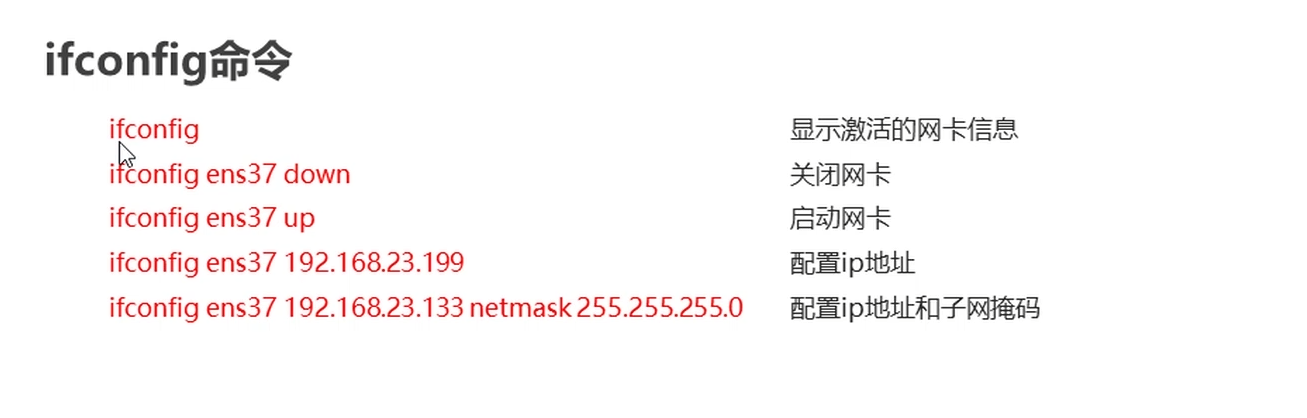 ifconfig命令
ifconfig 显示激活的网卡信息
ifconfig ens37 down 关闭网卡
ifconfig ens37 up 启动网卡
ifconfig ens37 192.168.23.199 配置ip地址
ifconfig ens37 192.168.23.133 netmask 255.255.255.0 配置ip地址和子网掩码